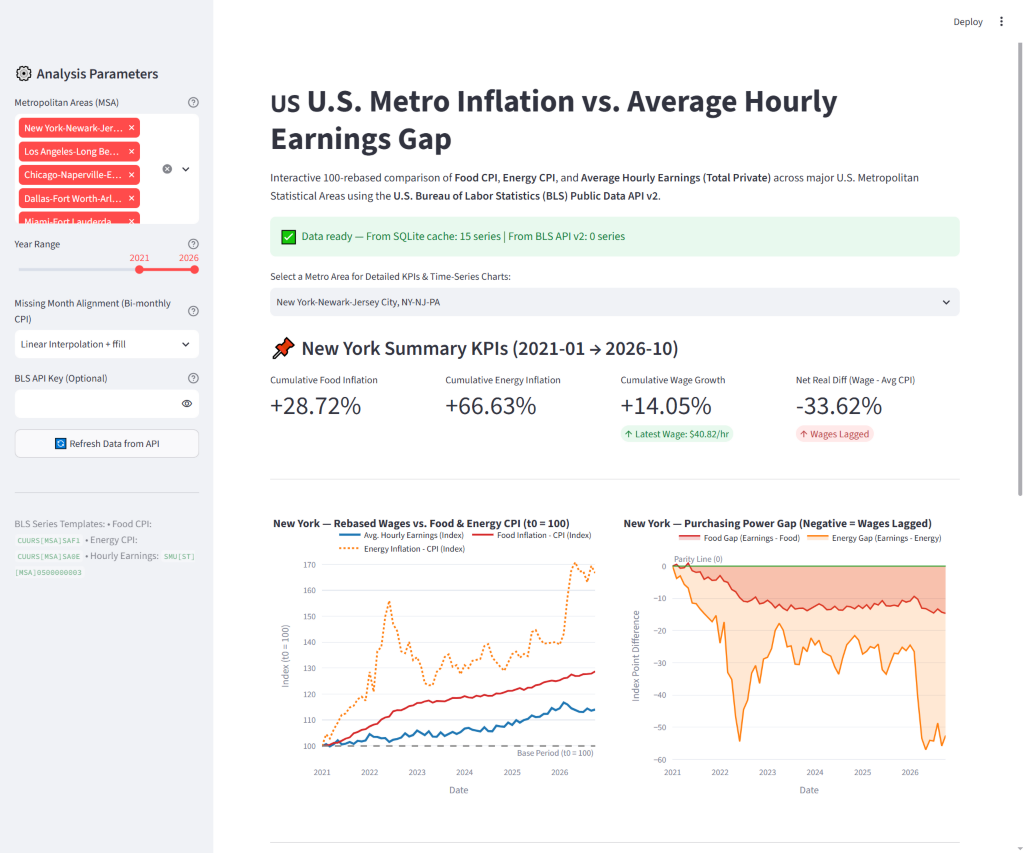 Deploy
Analysis Parameters
Metropolitan Areas (MSA)
New York-Newark-Jer...
Los Angeles-Long Be...
Chicago-Naperville-E...
Dallas-Fort Worth-Arl...
Miami-Fort Lauderda...
Year Range
2021 2026
Missing Month Alignment (Bi-monthly
CPI)
Linear Interpolation + ffill
BLS API Key (Optional)
Refresh Data from API
BLS Series Templates: • Food CPI:
CUURS[MSA]SAF1 • Energy CPI:
CUURS[MSA]SA0E • Hourly Earnings: SMU[ST]
[MSA]0500000003
US U.S. Metro Inflation vs. Average Hourly
Earnings Gap
Interactive 100-rebased comparison of Food CPI, Energy CPI, and Average Hourly Earnings (Total Private) across major U.S. Metropolitan
Statistical Areas using the U.S. Bureau of Labor Statistics (BLS) Public Data API v2.
Data ready — From SQLite cache: 15 series | From BLS API v2: 0 series
Select a Metro Area for Detailed KPIs & Time-Series Charts:
New York-Newark-Jersey City, NY-NJ-PA
New York Summary KPIs (2021-01 → 2026-10)
Cumulative Food Inflation
+28.72%
Cumulative Energy Inflation
+66.63%
Cumulative Wage Growth
+14.05%
↑ Latest Wage: $40.82/hr
Net Real Diff (Wage - Avg CPI)
-33.62%
↑ Wages Lagged
New York — Rebased Wages vs. Food & Energy CPI (t0 = 100)
Avg. Hourly Earnings (Index) Food Inflation - CPI (Index)
Energy Inflation - CPI (Index)
170
160
150
140
130
120
110
100
Index (t0 = 100)
Base Period (t0 = 100)
2021 2022 2023 2024 2025 2026
Date
New York — Purchasing Power Gap (Negative = Wages Lagged)
Food Gap (Earnings - Food) Energy Gap (Earnings - Energy)
Parity Line (0)
0
−10
−20
−30
−40
−50
−60
Index Point Difference
2021 2022 2023 2024 2025 2026
Date